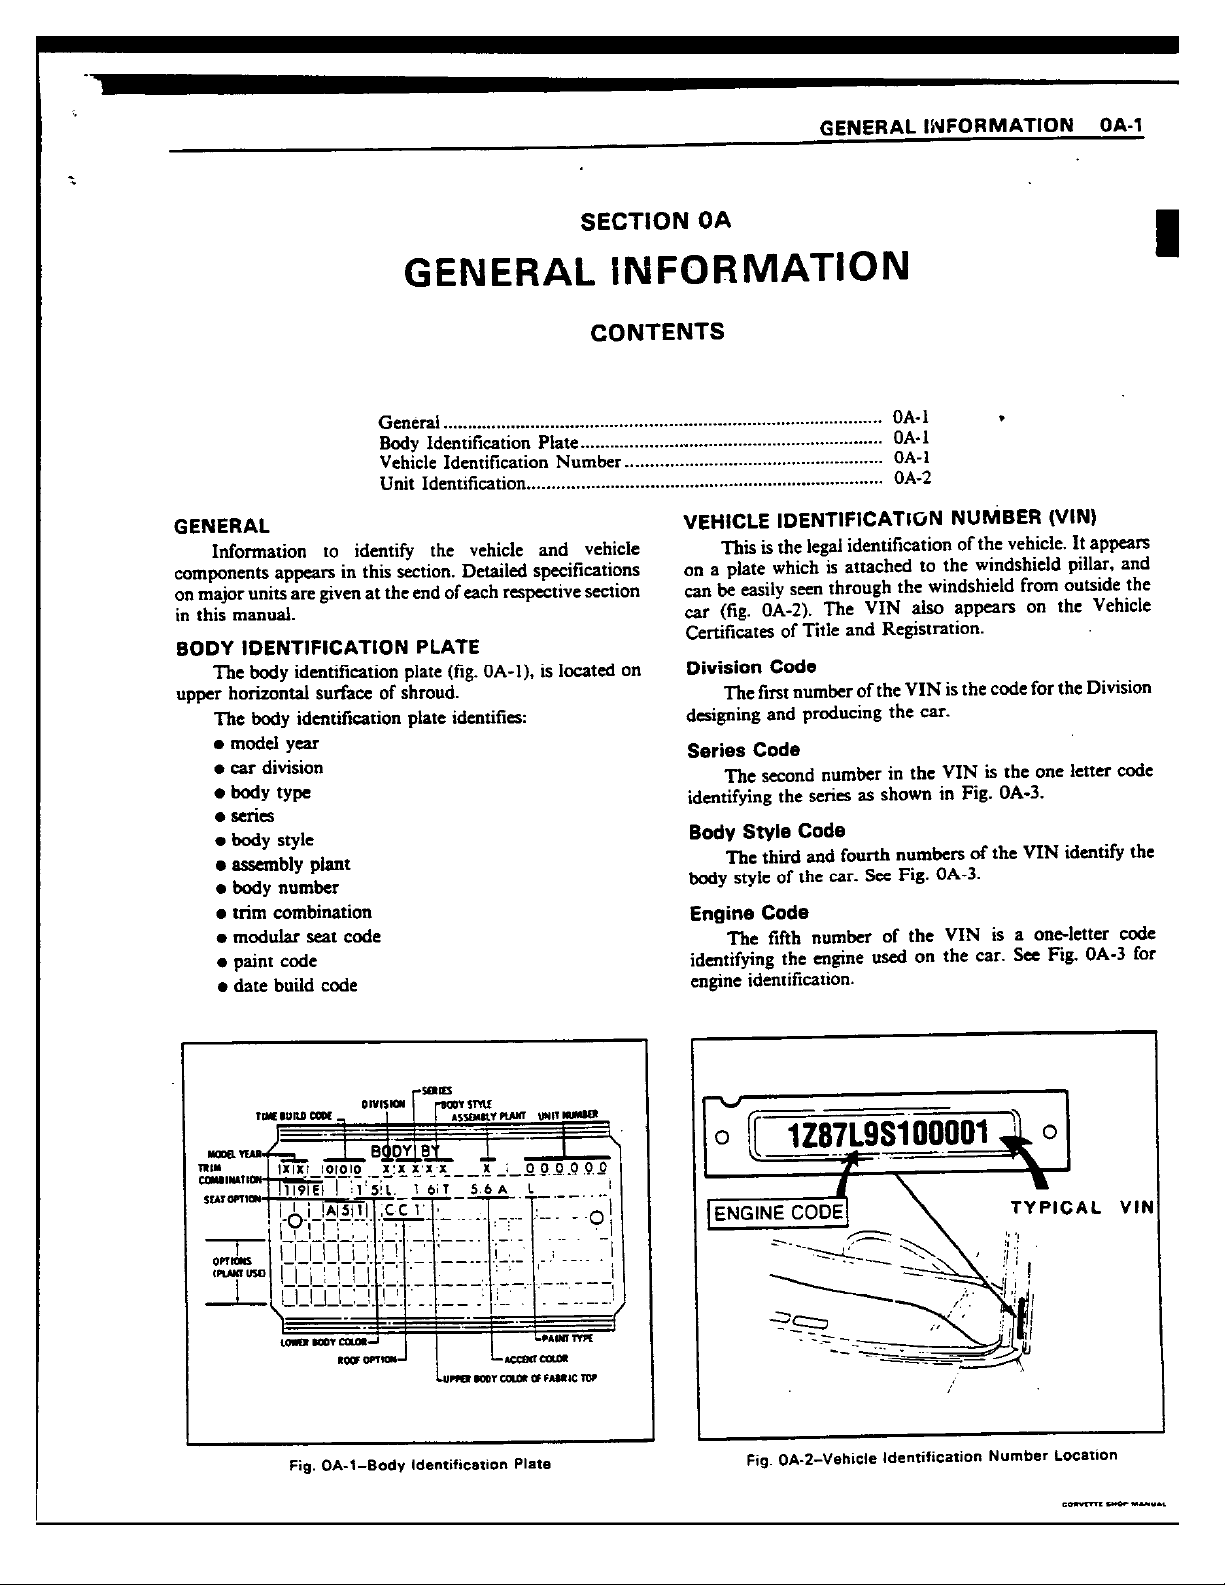 GENERAL INFORMATION 0A-1
SECTION 0A
GENERAL INFORMATION
CONTENTS
General........................................................................................ 0A-1
Body Identification Plate............................................................. 0A-1
Vehicle Identification Number.................................................... 0A-1
Unit Identification....................................................................... 0A-2
GENERAL
Information to identify the vehicle and vehicle
components appears in this section. Detailed specifications
on major units are given at the end of each respective section
in this manual.
BODY IDENTIFICATION PLATE
The body identification plate (fig. 0A-1), is located on
upper horizontal surface of shroud.
The body identification plate identifies:
● model year
● car division
● body type
● series
● body style
● assembly plant
● body number
● trim combination
● modular seat code
● paint code
● date build code
VEHICLE IDENTIFICATION NUMBER (VIN)
This is the legal identification of the vehicle. It appears
on a plate which is attached to the windshield pillar, and
can be easily seen through the windshield from outside the
car (fig. 0A-2). The VIN also appears on the Vehicle
Certificates of Title and Registration.
Division Code
The first number of the VIN is the code for the Division
designing and producing the car.
Series Code
The second number in the VIN is the one letter code
identifying the series as shown in Fig. 0A-3.
Body Style Code
The third and fourth numbers of the VIN identify the
body style of the car. See Fig. 0A-3.
Engine Code
The fifth number of the VIN is a one-letter code
identifying the engine used on the car. See Fig. 0A-3 for
engine identification.
SERIES
DIVISION BODY STYLE
TIME BUILD CODE ASSEMBLY PLANT UNIT NUMBER
MODEL YEAR BODY BY
TRIM X X 0 0 0 X X X X X X 0 0 0 0 0 0
COMBINATION
19E 15L 16T 56A L
SEAT OPTION
A51 CC1
OPTIONS
(PLANT USE)
LOWER BODY COLOR PAINT TYPE
ROOF OPTION ACCENT COLOR
UPPER BODY COLOR OF FABRIC TOP
Fig. 0A-1–Body Identification Plate
1Z87L9S100001
ENGINE CODE
TYPICAL VIN
Fig. 0A-2–Vehicle Identification Number Location
CORVETTE SHOP MANUAL